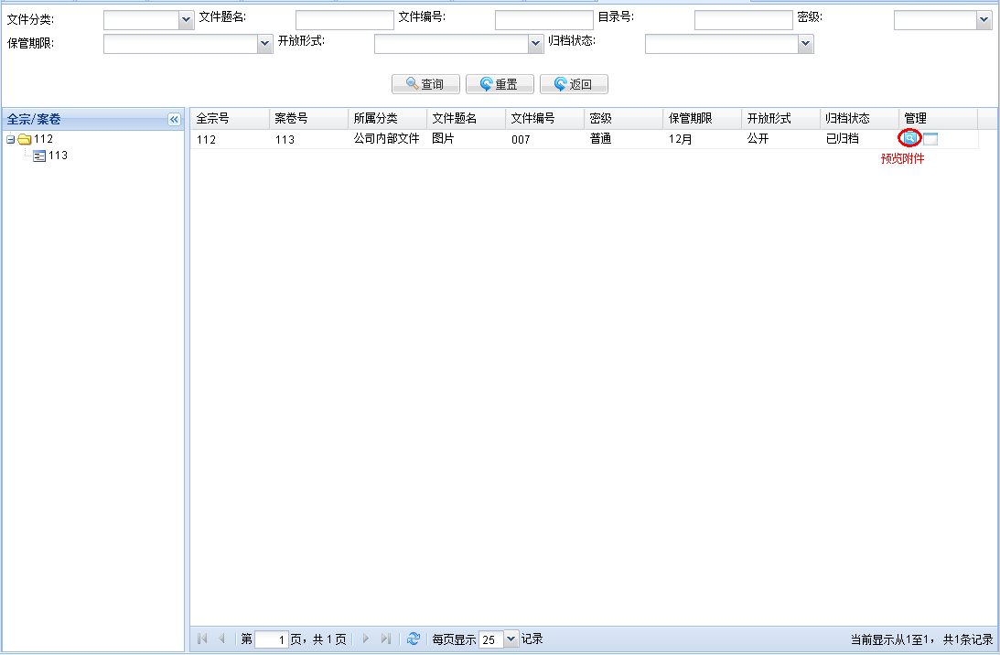 文件分类: 文件题名: 文件编号: 目录号: 密级:
保管期限: 开放形式: 归档状态:
查询 重置 返回
全宗/案卷
112
113
全宗号 案卷号 所属分类 文件题名 文件编号 密级 保管期限 开放形式 归档状态 管理
112 113 公司内部文件 图片 007 普通 12月 公开 已归档
预览附件
第 1 页，共 1 页 每页显示 25 记录 当前显示从1至1，共1条记录